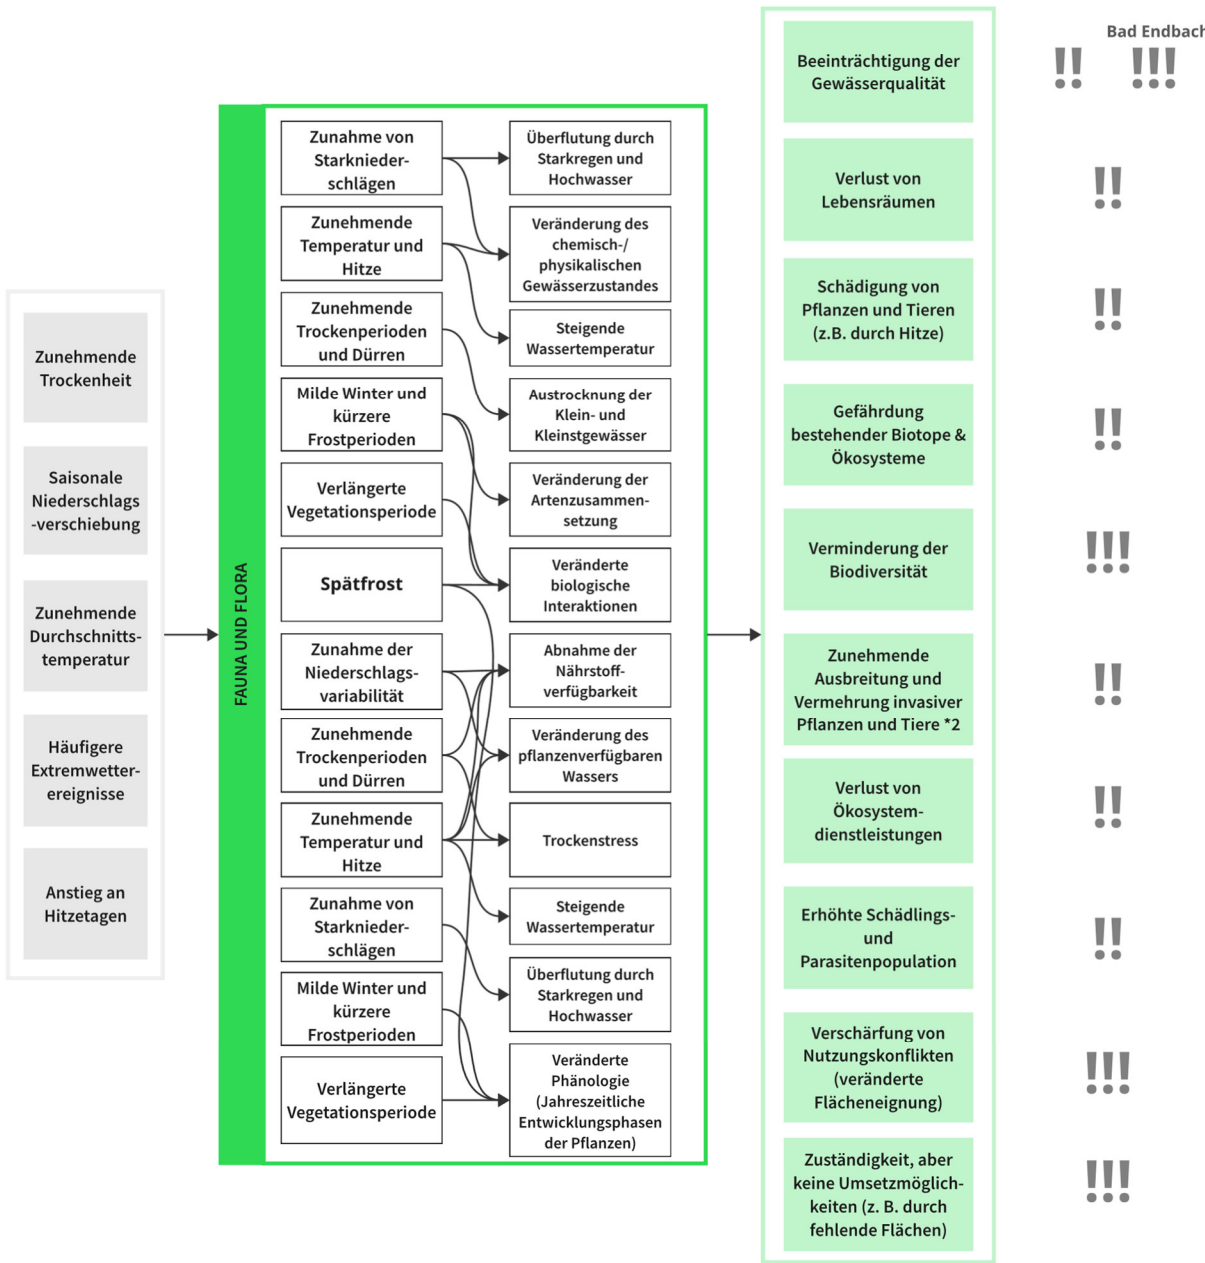 Zunehmende
Trockenheit
Saisonale
Niederschlags
-verschiebung
Zunehmende
Durchschnitts-
temperatur
Häufigere
Extremwetter-
ereignisse
Anstieg an
Hitzetagen
FAUNA UND FLORA
Zunahme von
Starknieder-
schlägen
Zunehmende
Temperatur und
Hitze
Zunehmende
Trockenperioden
und Dürren
Milde Winter und
kürzere
Frostperioden
Verlängerte
Vegetationsperiode
Spätfrost
Zunahme der
Niederschlags-
variabilität
Zunehmende
Trockenperioden
und Dürren
Zunehmende
Temperatur und
Hitze
Zunahme von
Starknieder-
schlägen
Milde Winter und
kürzere
Frostperioden
Verlängerte
Vegetationsperiode
Überflutung durch
Starkregen und
Hochwasser
Veränderung des
chemisch-/
physikalischen
Gewässerzustandes
Steigende
Wassertemperatur
Austrocknung der
Klein- und
Kleinstgewässer
Veränderung der
Artenzusammen-
setzung
Veränderte
biologische
Interaktionen
Abnahme der
Nährstoff-
verfügbarkeit
Veränderung des
pflanzenverfügbaren
Wassers
Trockenstress
Steigende
Wassertemperatur
Überflutung durch
Starkregen und
Hochwasser
Veränderte
Phänologie
(Jahreszeitliche
Entwicklungsphasen
der Pflanzen)
Bad Endbach
Beeinträchtigung der
Gewässerqualität
!! !!!
Verlust von
Lebensräumen
!!
Schädigung von
Pflanzen und Tieren
(z.B. durch Hitze)
!!
Gefährdung
bestehender Biotope &
Ökosysteme
!!
Verminderung der
Biodiversität
!!!
Zunehmende
Ausbreitung und
Vermehrung invasiver
Pflanzen und Tiere *2
!!
Verlust von
Ökosystem-
dienstleistungen
!!
Erhöhte Schädlings-
und
Parasitenpopulation
!!
Verschärfung von
Nutzungskonflikten
(veränderte
Flächeneignung)
!!!
Zuständigkeit, aber
keine Umsetzmöglich-
keiten (z. B. durch
fehlende Flächen)
!!!